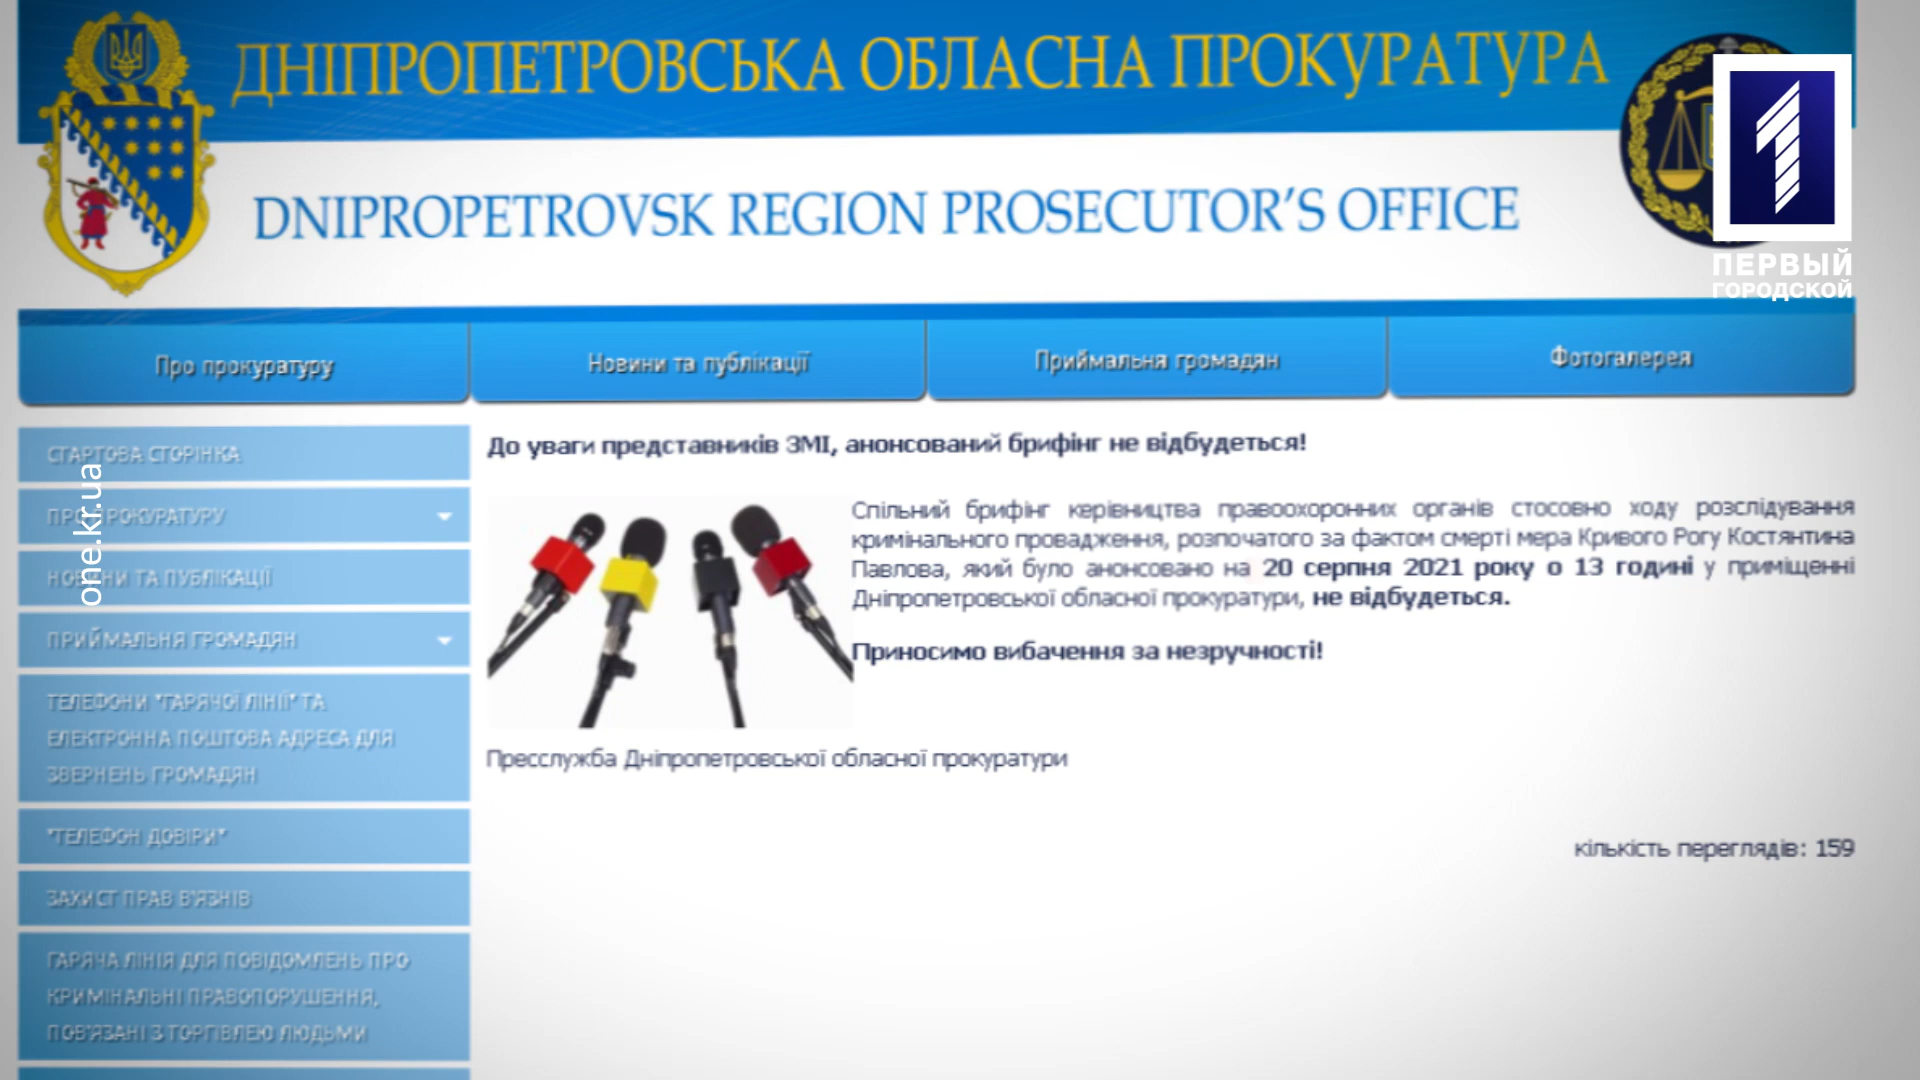 ДНІПРОПЕТРОВСЬКА ОБЛАСНА ПРОКУРАТУРА
DNIPROPETROVSK REGION PROSECUTOR'S OFFICE
1
ПЕРВЫЙ
ГОРОДСКОЙ
Про прокуратуру
Новини та публікації
Приймальня громадян
Фотогалерея
СТАРТОВА СТОРІНКА
ПРО ПРОКУРАТУРУ
НОВИНИ ТА ПУБЛІКАЦІЇ
ПРИЙМАЛЬНЯ ГРОМАДЯН
ТЕЛЕФОНИ "ГАРЯЧОЇ ЛІНІЇ" ТА
ЕЛЕКТРОННА ПОШТОВА АДРЕСА ДЛЯ
ЗВЕРНЕНЬ ГРОМАДЯН
"ТЕЛЕФОН ДОВІРИ"
ЗАХИСТ ПРАВ В'ЯЗНІВ
ГАРЯЧА ЛІНІЯ ДЛЯ ПОВІДОМЛЕНЬ ПРО
КРИМІНАЛЬНІ ПРАВОПОРУШЕННЯ,
ПОВ'ЯЗАНІ З ТОРГІВЛЕЮ ЛЮДЬМИ
one.kr.ua
До уваги представників ЗМІ, анонсований брифінг не відбудеться!
Спільний брифінг керівництва правоохоронних органів стосовно ходу розслідування
кримінального провадження, розпочатого за фактом смерті мера Кривого Рогу Костянтина
Павлова, який було анонсовано на 20 серпня 2021 року о 13 годині у приміщенні
Дніпропетровської обласної прокуратури, не відбудеться.
Приносимо вибачення за незручності!
Пресслужба Дніпропетровської обласної прокуратури
кількість переглядів: 159